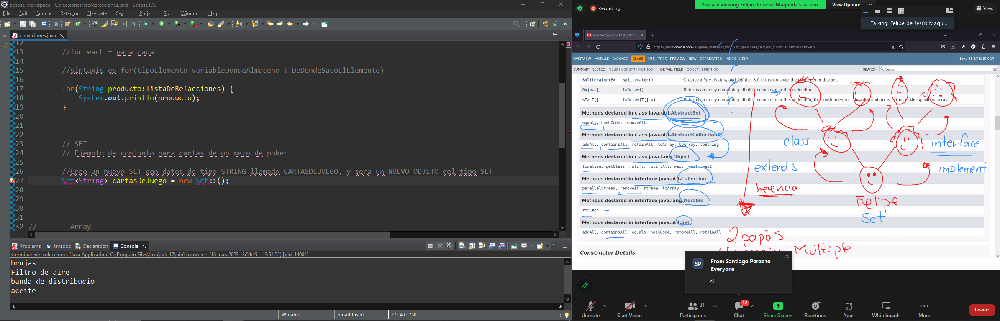 eclipse-workspace - Colecciones/src/colecciones.java - Eclipse IDE
File Edit Source Refactor Navigate Search Project Run Window Help
colecciones.java
12
13 //for each = para cada
14
15 //sintaxis es for(tipoElemento variableDondeAlmaceno : DeDondeSacoElElemento)
16
17 for(String producto:listaDeRefacciones) {
18 System.out.println(producto);
19 }
20
21
22
23 // SET
24 // Ejemplo de conjunto para cartas de un mazo de poker
25
26 //Creo un nuevo SET con datos de tipo STRING llamado CARTASDEJUEGO, y sera un NUEVO OBJETO del tipo SET
27 Set<String> cartasDeJuego = new Set<>();
28
29
30
31
32 // - Array
Problems Javadoc Declaration Console
<terminated> colecciones [Java Application] C:\Program Files\Java\jdk-17\bin\javaw.exe (16 mar. 2023 13:54:45 – 13:54:52) [pid: 14004]
brujas
Filtro de aire
banda de distribucio
aceite
Writable Smart Insert 27 : 49 : 750
Recording
You are viewing Felipe de Jesús Maqueda's screen
View Options
View
Talking: Felipe de Jesús Maqu...
HashSet (Java SE 17 & JDK 17)
https://docs.oracle.com/en/java/javase/17/docs/api/java.base/java/util/HashSet.html#HashSet()
OVERVIEW MODULE PACKAGE CLASS USE TREE PREVIEW NEW DEPRECATED INDEX HELP
Java SE 17 & JDK 17
SUMMARY: NESTED | FIELD | CONSTR | METHOD DETAIL: FIELD | CONSTR | METHOD
SEARCH: Search
Spliterator<E> spliterator() Creates a late-binding and fail-fast Spliterator over the elements in this set.
Object[] toArray() Returns an array containing all of the elements in this collection.
<T> T[] toArray(T[] a) Returns an array containing all of the elements in this collection; the runtime type of the returned array is that of the specified array.
Methods declared in class java.util.AbstractSet
equals, hashCode, removeAll
Methods declared in class java.util.AbstractCollection
addAll, containsAll, retainAll, toArray, toArray, toString
Methods declared in class java.lang.Object
finalize, getClass, notify, notifyAll, wait, wait, wait
Methods declared in interface java.util.Collection
parallelStream, removeIf, stream, toArray
Methods declared in interface java.lang.Iterable
forEach
Methods declared in interface java.util.Set
addAll, containsAll, equals, hashCode, removeAll, retainAll
Constructor Details
class
interface
extends
implement
herencia
Felipe
Set
2 papás
Múltiple
SP
From Santiago Perez to
Everyone
si
Unmute
Start Video
Participants 31
Chat 12
Share Screen
Reactions
Apps
Whiteboards
More
Leave